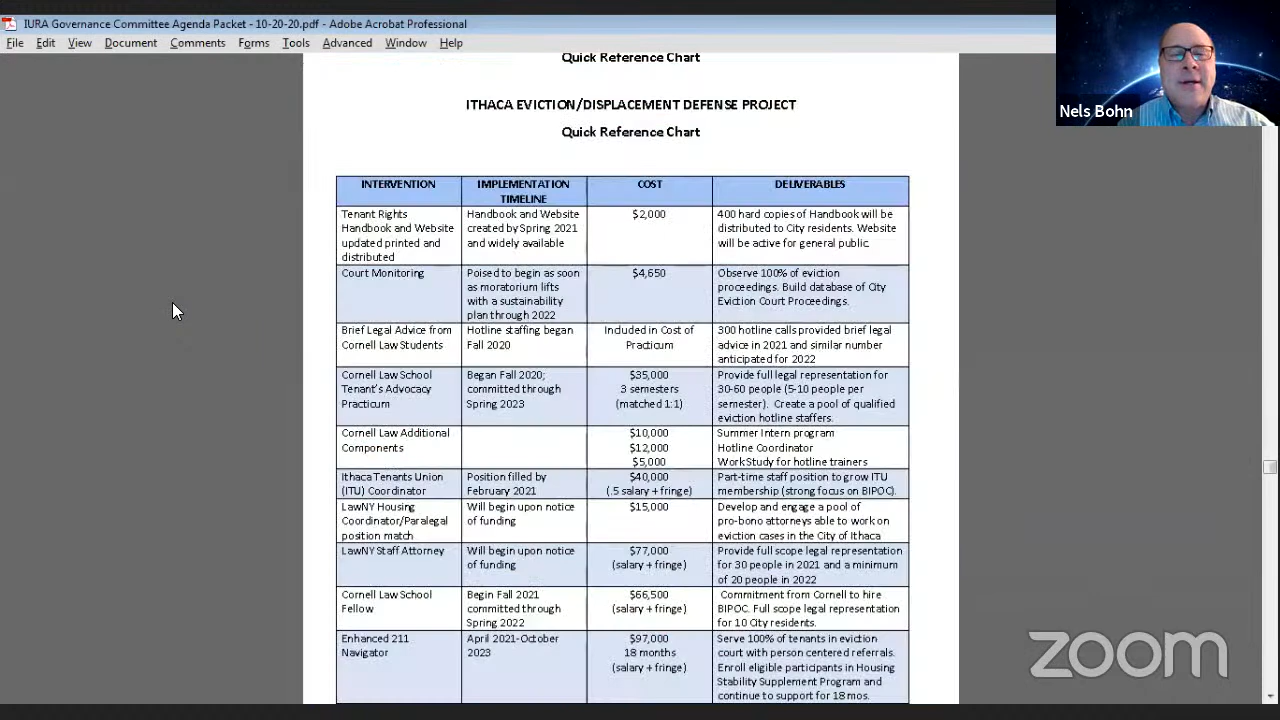 IURA Governance Committee Agenda Packet - 10-20-20.pdf - Adobe Acrobat Professional
File Edit View Document Comments Forms Tools Advanced Window Help
Nels Bohn
Quick Reference Chart
ITHACA EVICTION/DISPLACEMENT DEFENSE PROJECT
Quick Reference Chart
INTERVENTION
IMPLEMENTATION
TIMELINE
COST
DELIVERABLES
Tenant Rights
Handbook and Website
updated printed and
distributed
Handbook and Website
created by Spring 2021
and widely available
$2,000
400 hard copies of Handbook will be
distributed to City residents. Website
will be active for general public.
Court Monitoring
Poised to begin as soon
as moratorium lifts
with a sustainability
plan through 2022
$4,650
Observe 100% of eviction
proceedings. Build database of City
Eviction Court Proceedings.
Brief Legal Advice from
Cornell Law Students
Hotline staffing began
Fall 2020
Included in Cost of
Practicum
300 hotline calls provided brief legal
advice in 2021 and similar number
anticipated for 2022
Cornell Law School
Tenant's Advocacy
Practicum
Began Fall 2020;
committed through
Spring 2023
$35,000
3 semesters
(matched 1:1)
Provide full legal representation for
30-60 people (5-10 people per
semester). Create a pool of qualified
eviction hotline staffers.
Cornell Law Additional
Components
$10,000
$12,000
$5,000
Summer Intern program
Hotline Coordinator
Work Study for hotline trainers
Ithaca Tenants Union
(ITU) Coordinator
Position filled by
February 2021
$40,000
(.5 salary + fringe)
Part-time staff position to grow ITU
membership (strong focus on BIPOC).
LawNY Housing
Coordinator/Paralegal
position match
Will begin upon notice
of funding
$15,000
Develop and engage a pool of
pro-bono attorneys able to work on
eviction cases in the City of Ithaca
LawNY Staff Attorney
Will begin upon notice
of funding
$77,000
(salary + fringe)
Provide full scope legal representation
for 30 people in 2021 and a minimum
of 20 people in 2022
Cornell Law School
Fellow
Begin Fall 2021
committed through
Spring 2022
$66,500
(salary + fringe)
Commitment from Cornell to hire
BIPOC. Full scope legal representation
for 10 City residents.
Enhanced 211
Navigator
April 2021-October
2023
$97,000
18 months
(salary + fringe)
Serve 100% of tenants in eviction
court with person centered referrals.
Enroll eligible participants in Housing
Stability Supplement Program and
continue to support for 18 mos.
zoom